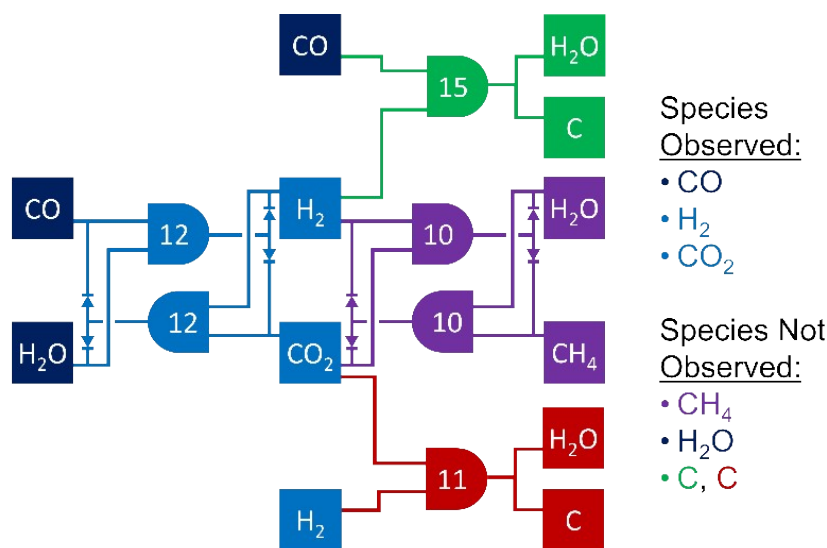 CO
H₂O
15
C
CO
12
H₂
10
H₂O
12
10
H₂O
CO₂
CH₄
H₂O
11
H₂
C
Species
Observed:
• CO
• H₂
• CO₂
Species Not
Observed:
• CH₄
• H₂O
• C, C